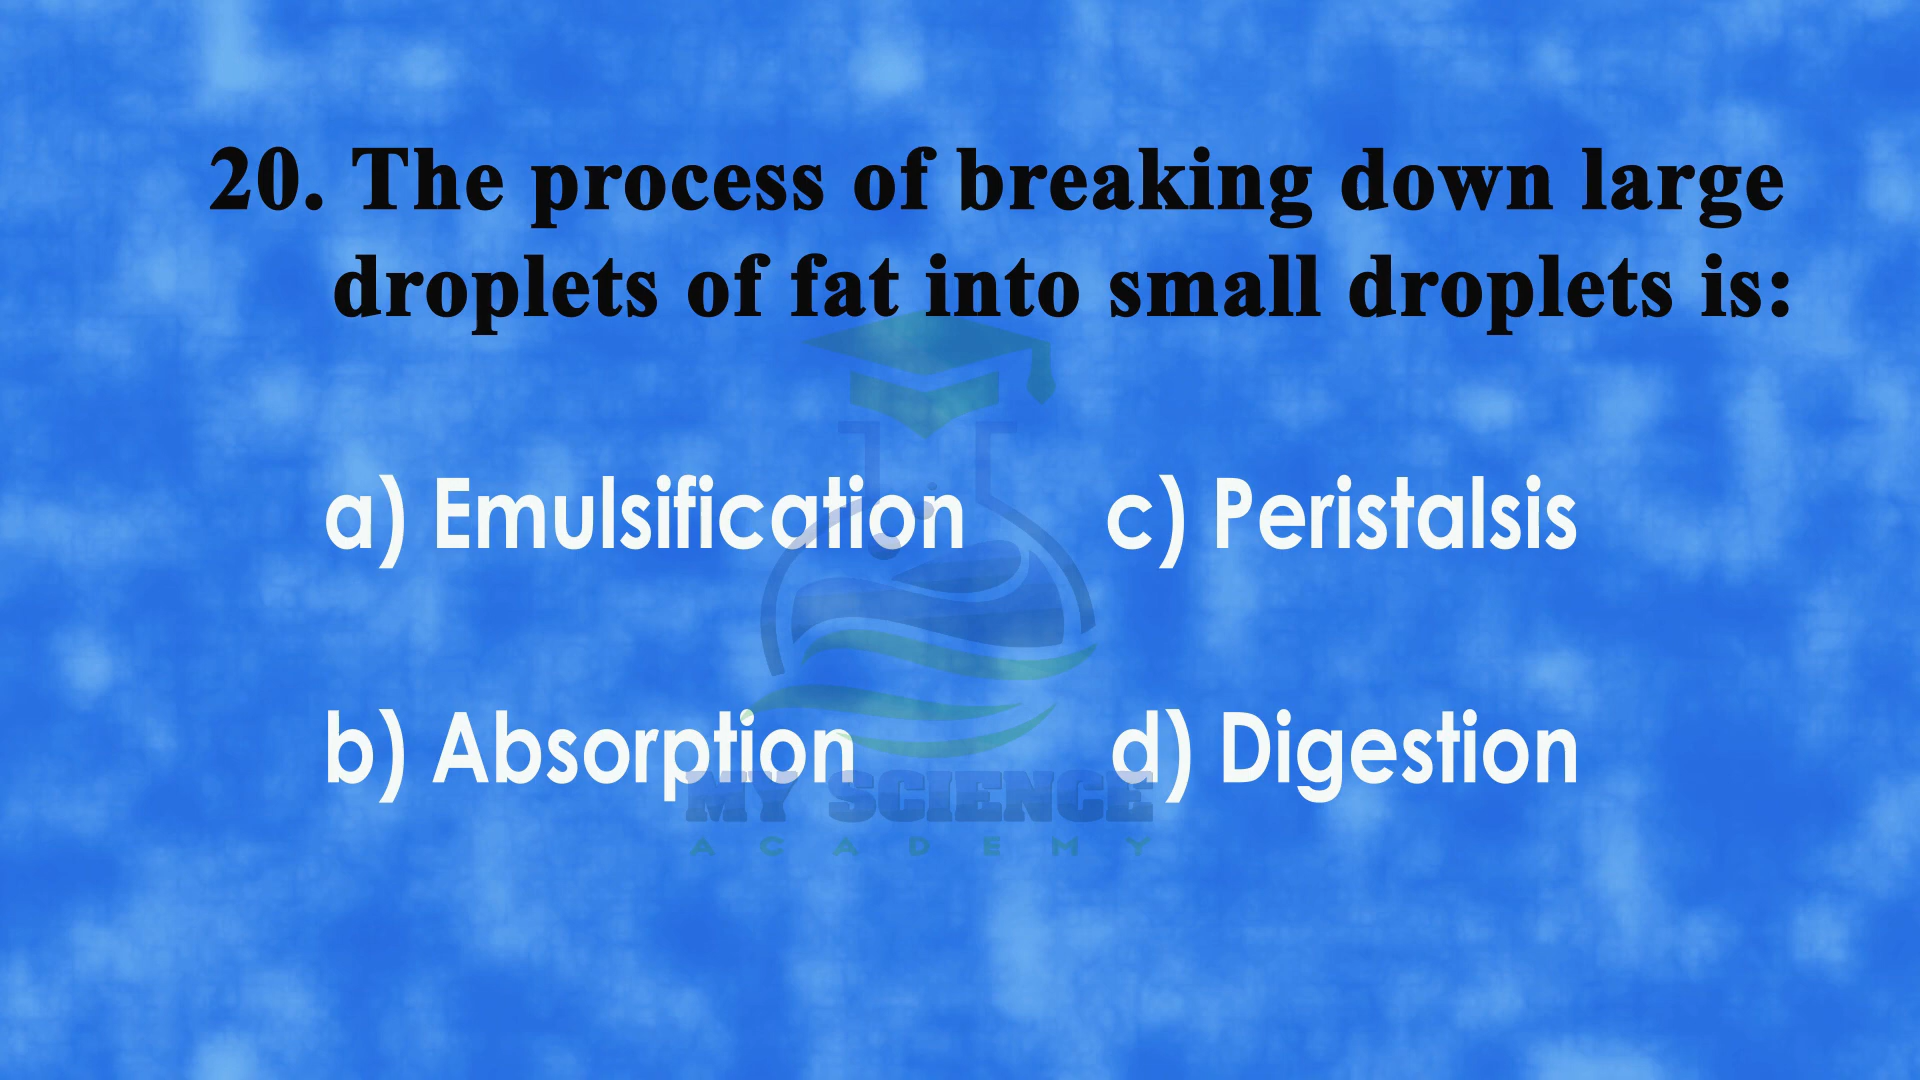 20. The process of breaking down large
droplets of fat into small droplets is:
a) Emulsification
c) Peristalsis
b) Absorption
d) Digestion
MY SCIENCE
ACADEMY